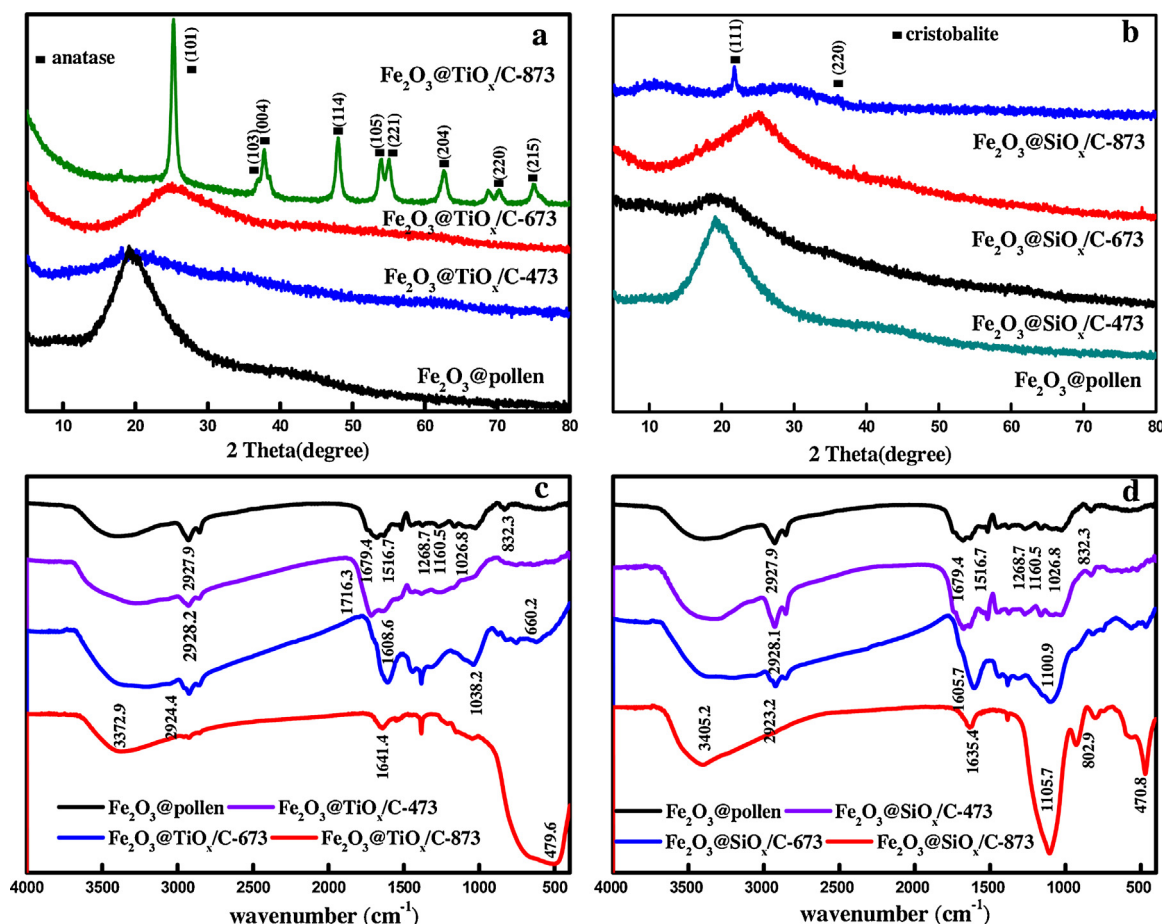 a
■ anatase
■ (101)
Fe₂O₃@TiOₓ/C-873
■ (103)
■ (004)
■ (114)
■ (105)
■ (221)
■ (204)
■ (220)
■ (215)
Fe₂O₃@TiOₓ/C-673
Fe₂O₃@TiOₓ/C-473
Fe₂O₃@pollen
10 20 30 40 50 60 70 80
2 Theta(degree)
b
■ cristobalite
■ (111)
■ (220)
Fe₂O₃@SiOₓ/C-873
Fe₂O₃@SiOₓ/C-673
Fe₂O₃@SiOₓ/C-473
Fe₂O₃@pollen
10 20 30 40 50 60 70 80
2 Theta(degree)
c
2927.9
1679.4
1516.7
1268.7
1160.5
1026.8
832.3
2928.2
1716.3
1608.6
1038.2
660.2
3372.9
2924.4
1641.4
479.6
Fe₂O₃@pollen
Fe₂O₃@TiOₓ/C-473
Fe₂O₃@TiOₓ/C-673
Fe₂O₃@TiOₓ/C-873
4000 3500 3000 2500 2000 1500 1000 500
wavenumber (cm⁻¹)
d
2927.9
1679.4
1516.7
1268.7
1160.5
1026.8
832.3
2928.1
1605.7
1100.9
3405.2
2923.2
1635.4
1105.7
802.9
470.8
Fe₂O₃@pollen
Fe₂O₃@SiOₓ/C-473
Fe₂O₃@SiOₓ/C-673
Fe₂O₃@SiOₓ/C-873
4000 3500 3000 2500 2000 1500 1000 500
wavenumber (cm⁻¹)